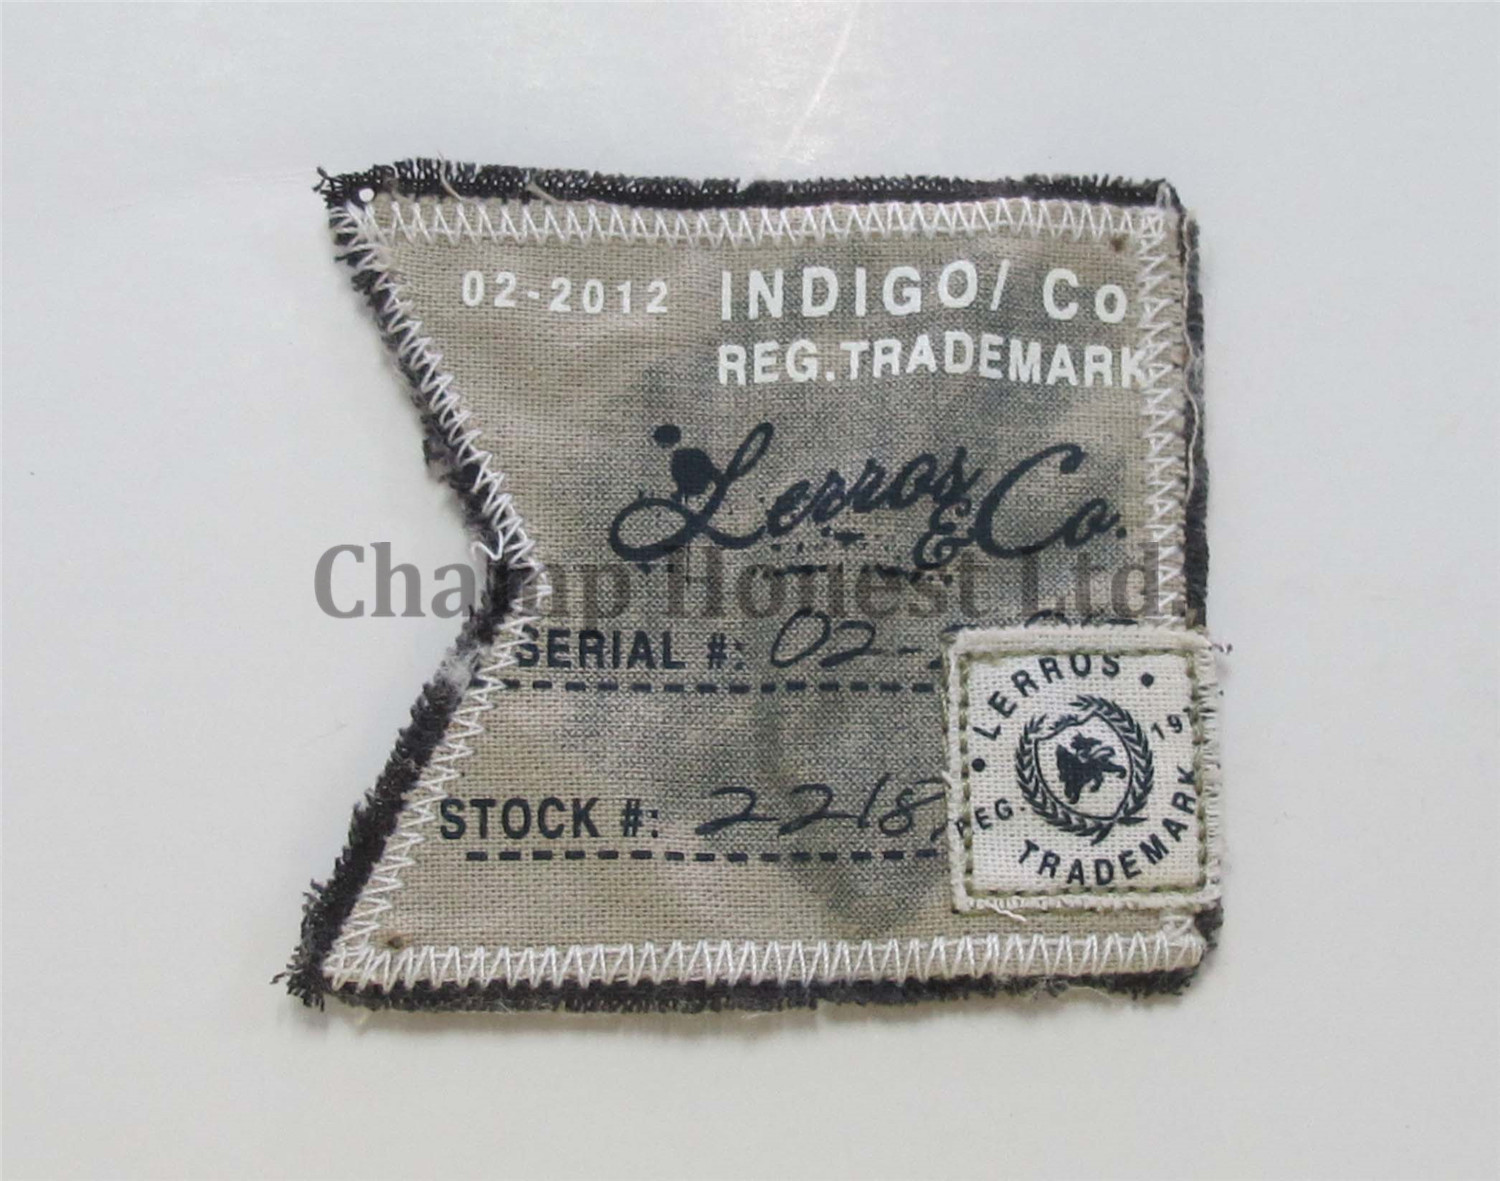 02-2012 INDIGO/ Co
REG.TRADEMARK
Lerros & Co.
Champ Honest Ltd.
SERIAL #: 02-
STOCK #: 2218
LERROS
REG. TRADEMARK